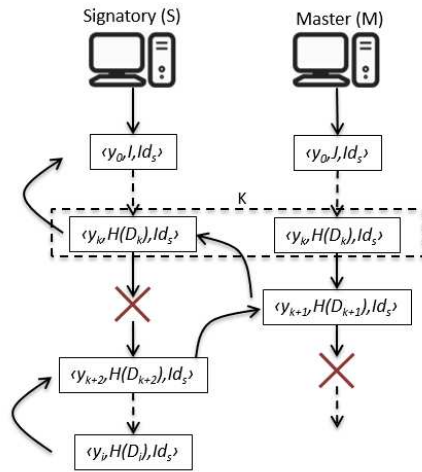 Signatory (S) Master (M)
‹y₀,I,Idₛ› ‹y₀,J,Idₛ›
K
‹yₖ,H(Dₖ),Idₛ› ‹yₖ,H(Dₖ),Idₛ›
‹yₖ₊₁,H(Dₖ₊₁),Idₛ›
‹yₖ₊₂,H(Dₖ₊₂),Idₛ›
‹yᵢ,H(Dᵢ),Idₛ›